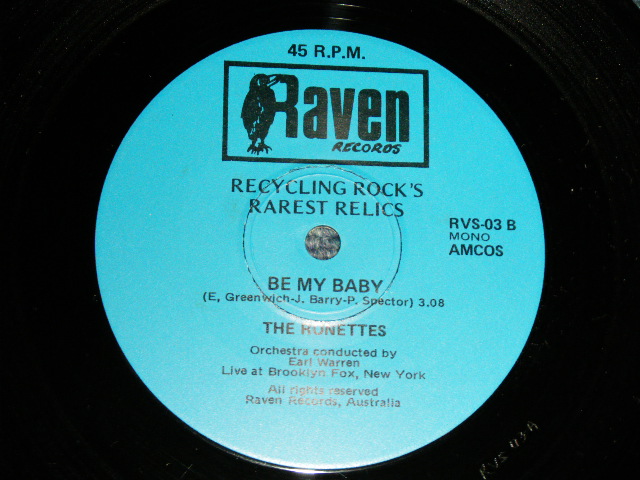 45 R.P.M.
Raven
RECORDS
RECYCLING ROCK'S
RAREST RELICS
RVS-03 B
MONO
AMCOS
BE MY BABY
(E, Greenwich-J. Barry-P. Spector) 3.08
THE RONETTES
Orchestra conducted by
Earl Warren
Live at Brooklyn Fox, New York
All rights reserved
Raven Records, Australia